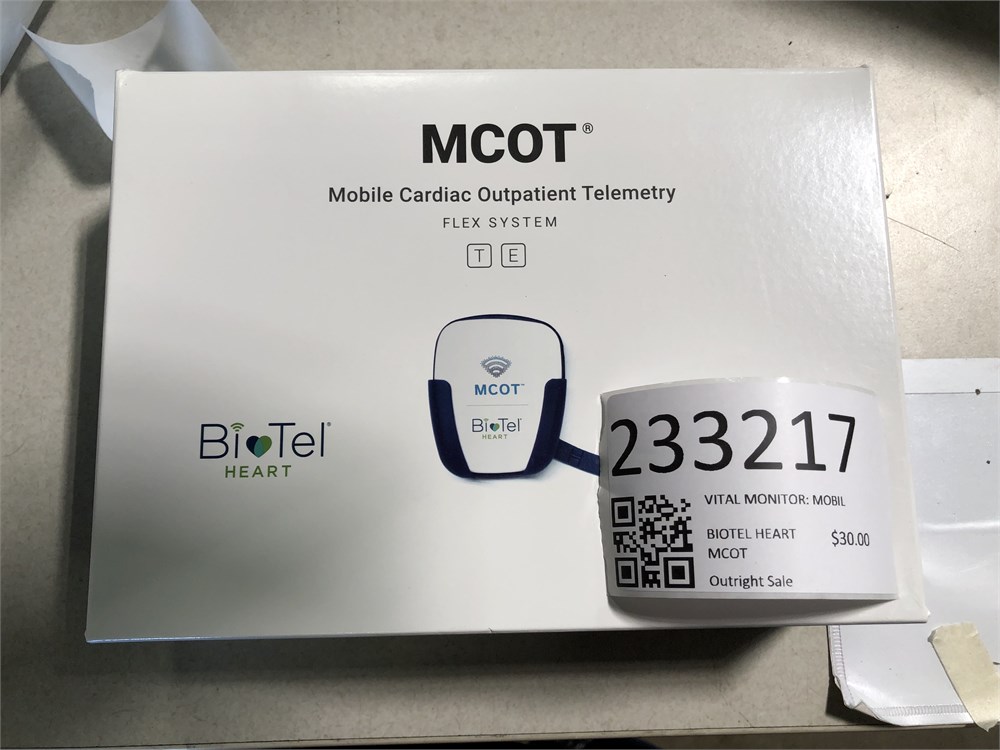 MCOT®
Mobile Cardiac Outpatient Telemetry
FLEX SYSTEM
T E
MCOT™
BioTel
HEART
BioTel®
HEART
233217
VITAL MONITOR: MOBIL
BIOTEL HEART $30.00
MCOT
Outright Sale